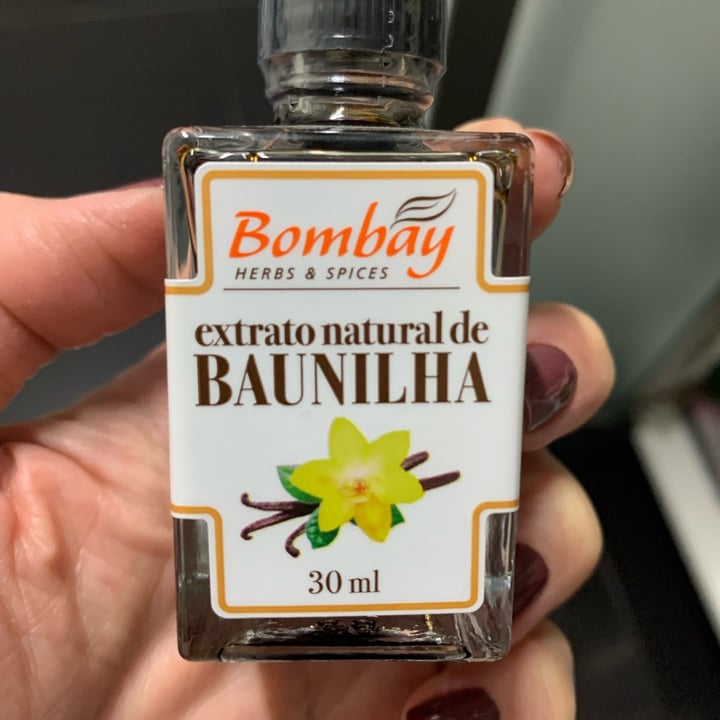 Bombay
HERBS & SPICES
extrato natural de
BAUNILHA
30 ml